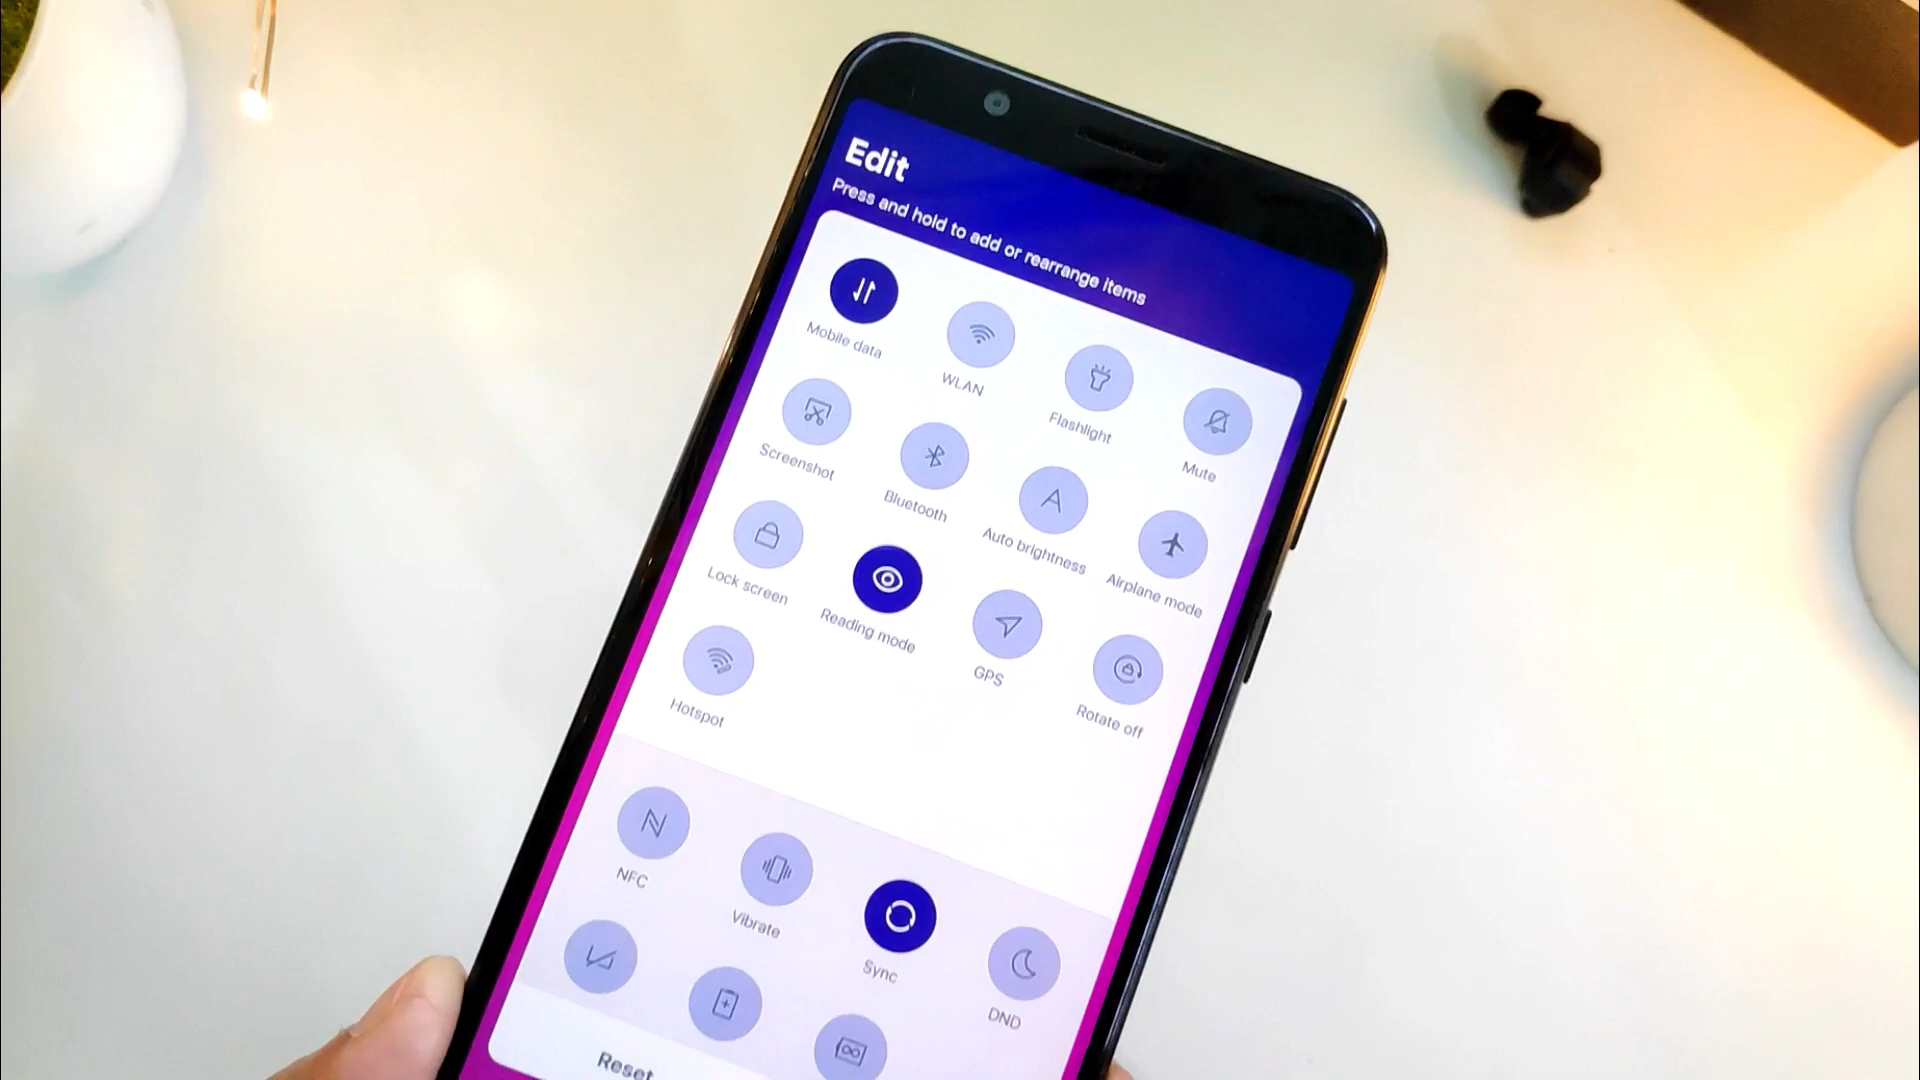 Edit
Press and hold to add or rearrange items
Mobile data
WLAN
Flashlight
Mute
Screenshot
Bluetooth
Auto brightness
Airplane mode
Lock screen
Reading mode
GPS
Rotate off
Hotspot
NFC
Vibrate
Sync
DND
Reset